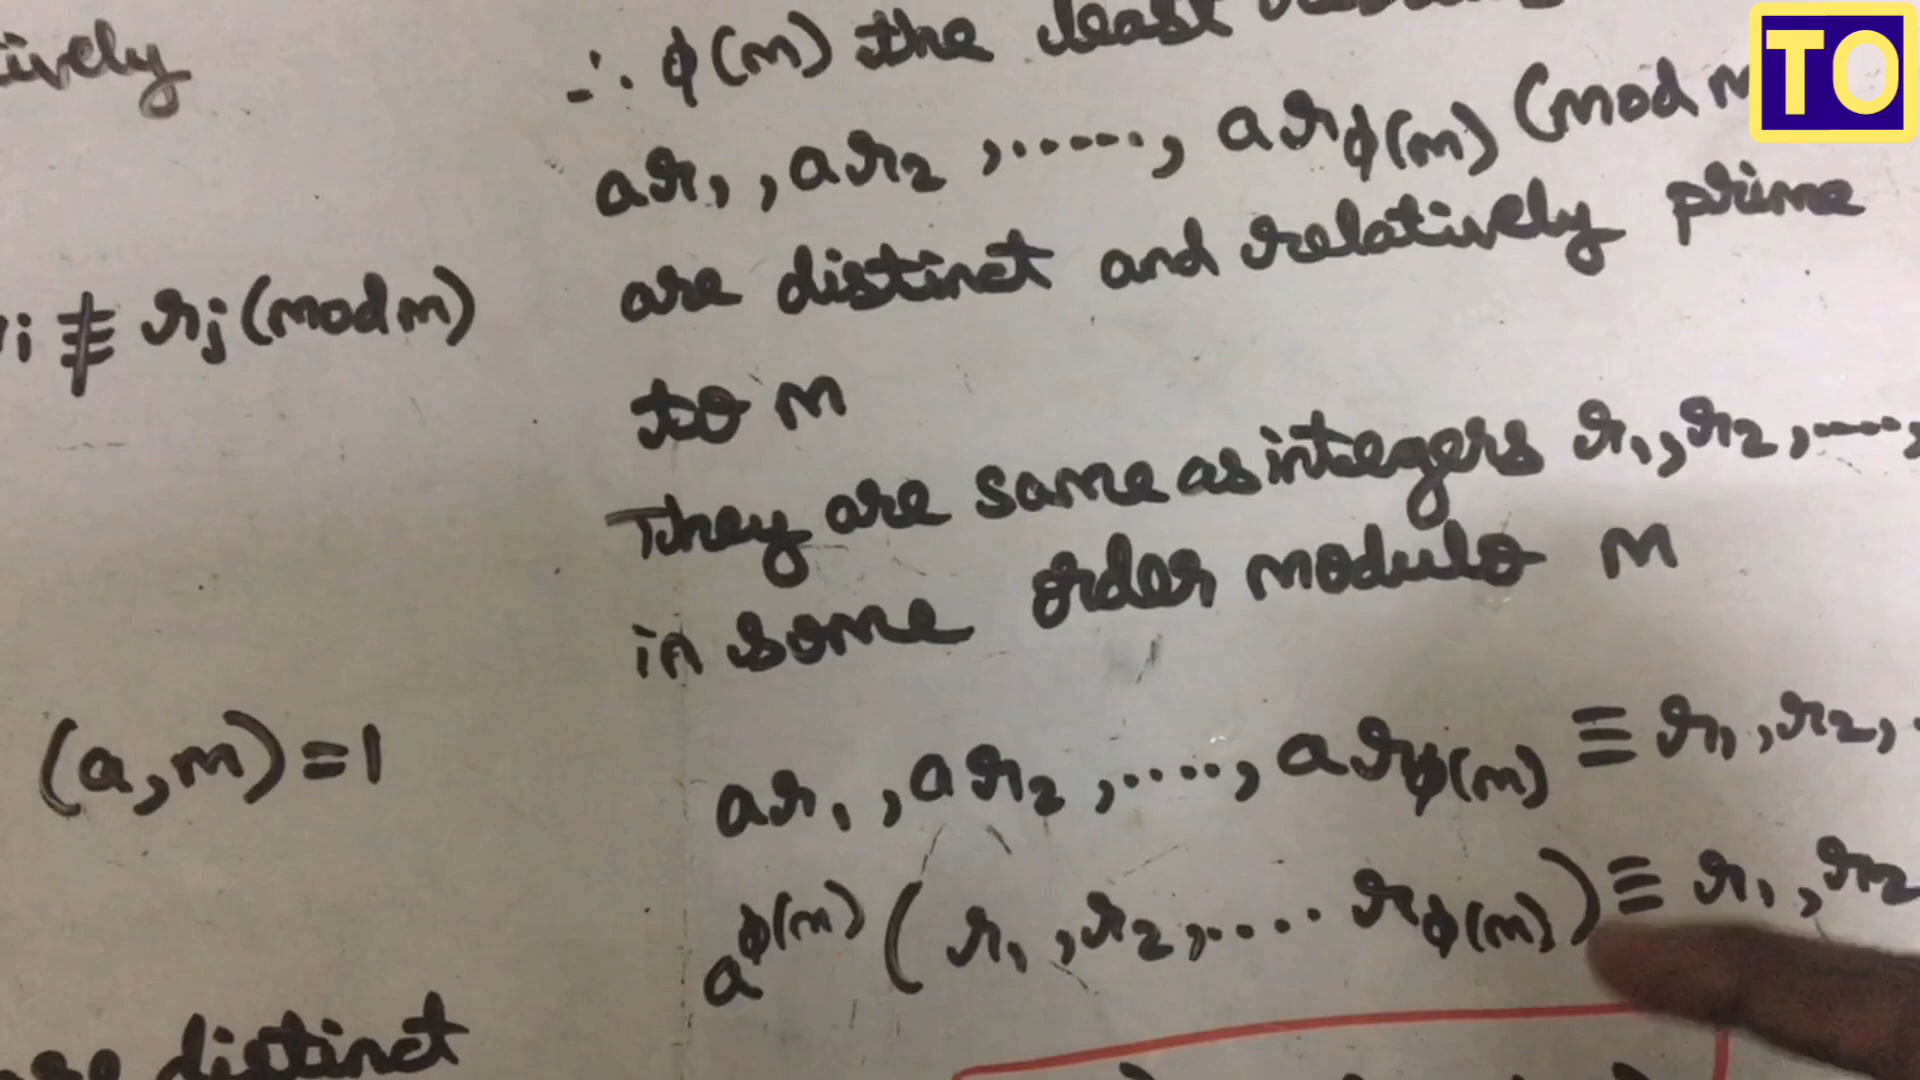 TO
ively
i ≢ rj (mod m)
(a,m)=1
are distinct
∴ ϕ(m) the least
ar1, ar2, ......, arϕ(m) (mod m
are distinct and relatively prime
to m
They are same as integers r1, r2, ....,
in some order modulo m
ar1, ar2, ....., arϕ(m) ≡ r1, r2,
a^ϕ(m) ( r1, r2, .... rϕ(m)) ≡ r1, r2